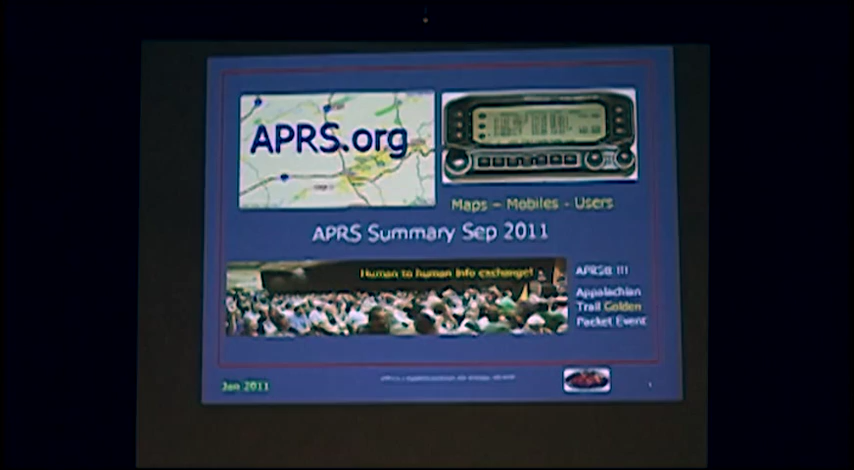 APRS.org
Maps – Mobiles - Users
APRS Summary Sep 2011
Human to human info exchange!
Appalachian
Trail Golden
Packet Event
Jan 2011